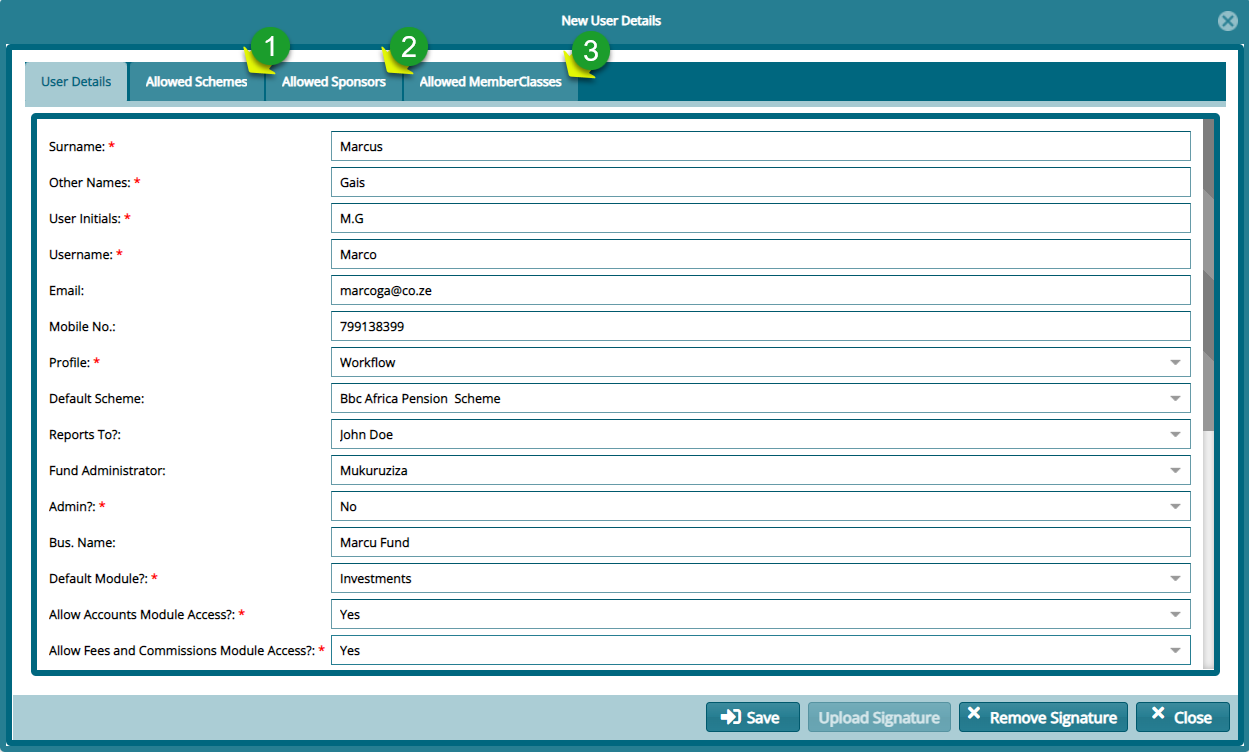 New User Details
1 2 3
User Details Allowed Schemes Allowed Sponsors Allowed MemberClasses
Surname: * Marcus
Other Names: * Gais
User Initials: * M.G
Username: * Marco
Email: marcoga@co.ze
Mobile No.: 799138399
Profile: * Workflow
Default Scheme: Bbc Africa Pension Scheme
Reports To?: John Doe
Fund Administrator: Mukuruziza
Admin?: * No
Bus. Name: Marcu Fund
Default Module?: * Investments
Allow Accounts Module Access?: * Yes
Allow Fees and Commissions Module Access?: * Yes
Save Upload Signature Remove Signature Close